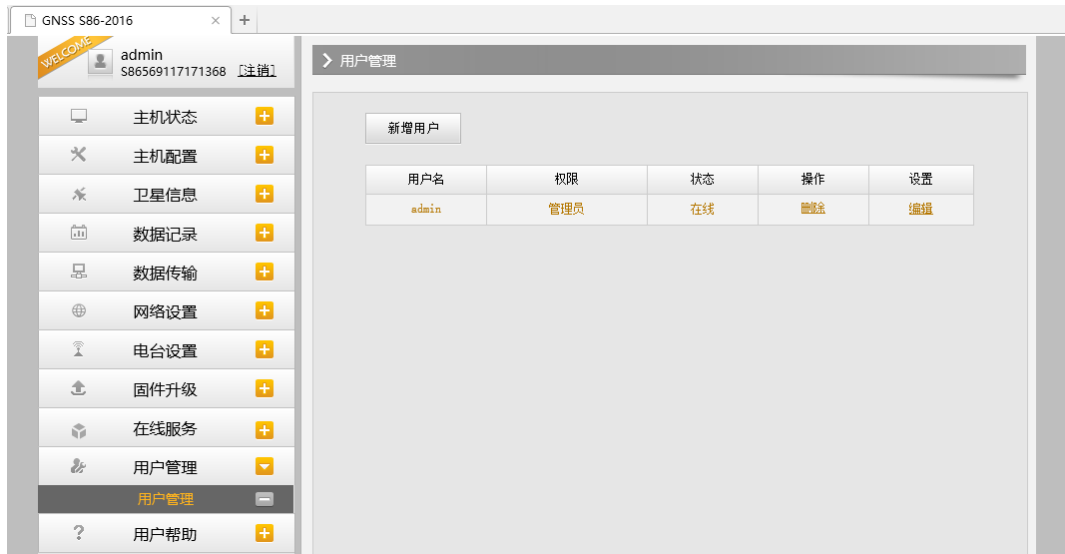 GNSS S86-2016
WELCOME
admin
S86569117171368 [注销]
主机状态
主机配置
卫星信息
数据记录
数据传输
网络设置
电台设置
固件升级
在线服务
用户管理
用户管理
用户帮助
用户管理
新增用户
用户名 权限 状态 操作 设置
admin 管理员 在线 删除 编辑